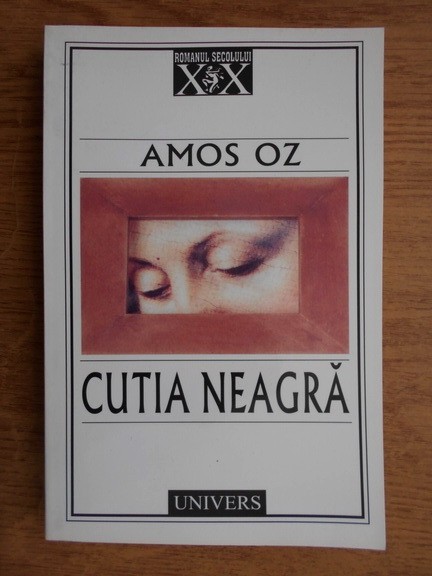 ROMANUL SECOLULUI
XX
AMOS OZ
CUTIA NEAGRĂ
UNIVERS